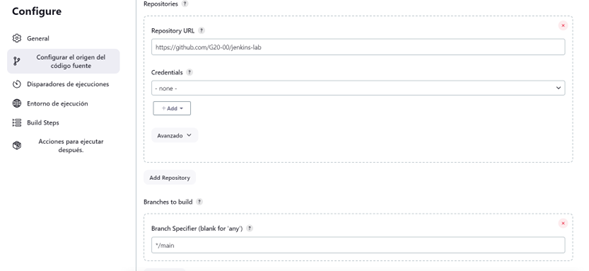 Configure
General
Configurar el origen del
código fuente
Disparadores de ejecuciones
Entorno de ejecución
Build Steps
Acciones para ejecutar
después.
Repositories ?
Repository URL ?
https://github.com/G20-00/jenkins-lab
Credentials ?
- none -
+ Add
Avanzado
Add Repository
Branches to build ?
Branch Specifier (blank for 'any') ?
*/main